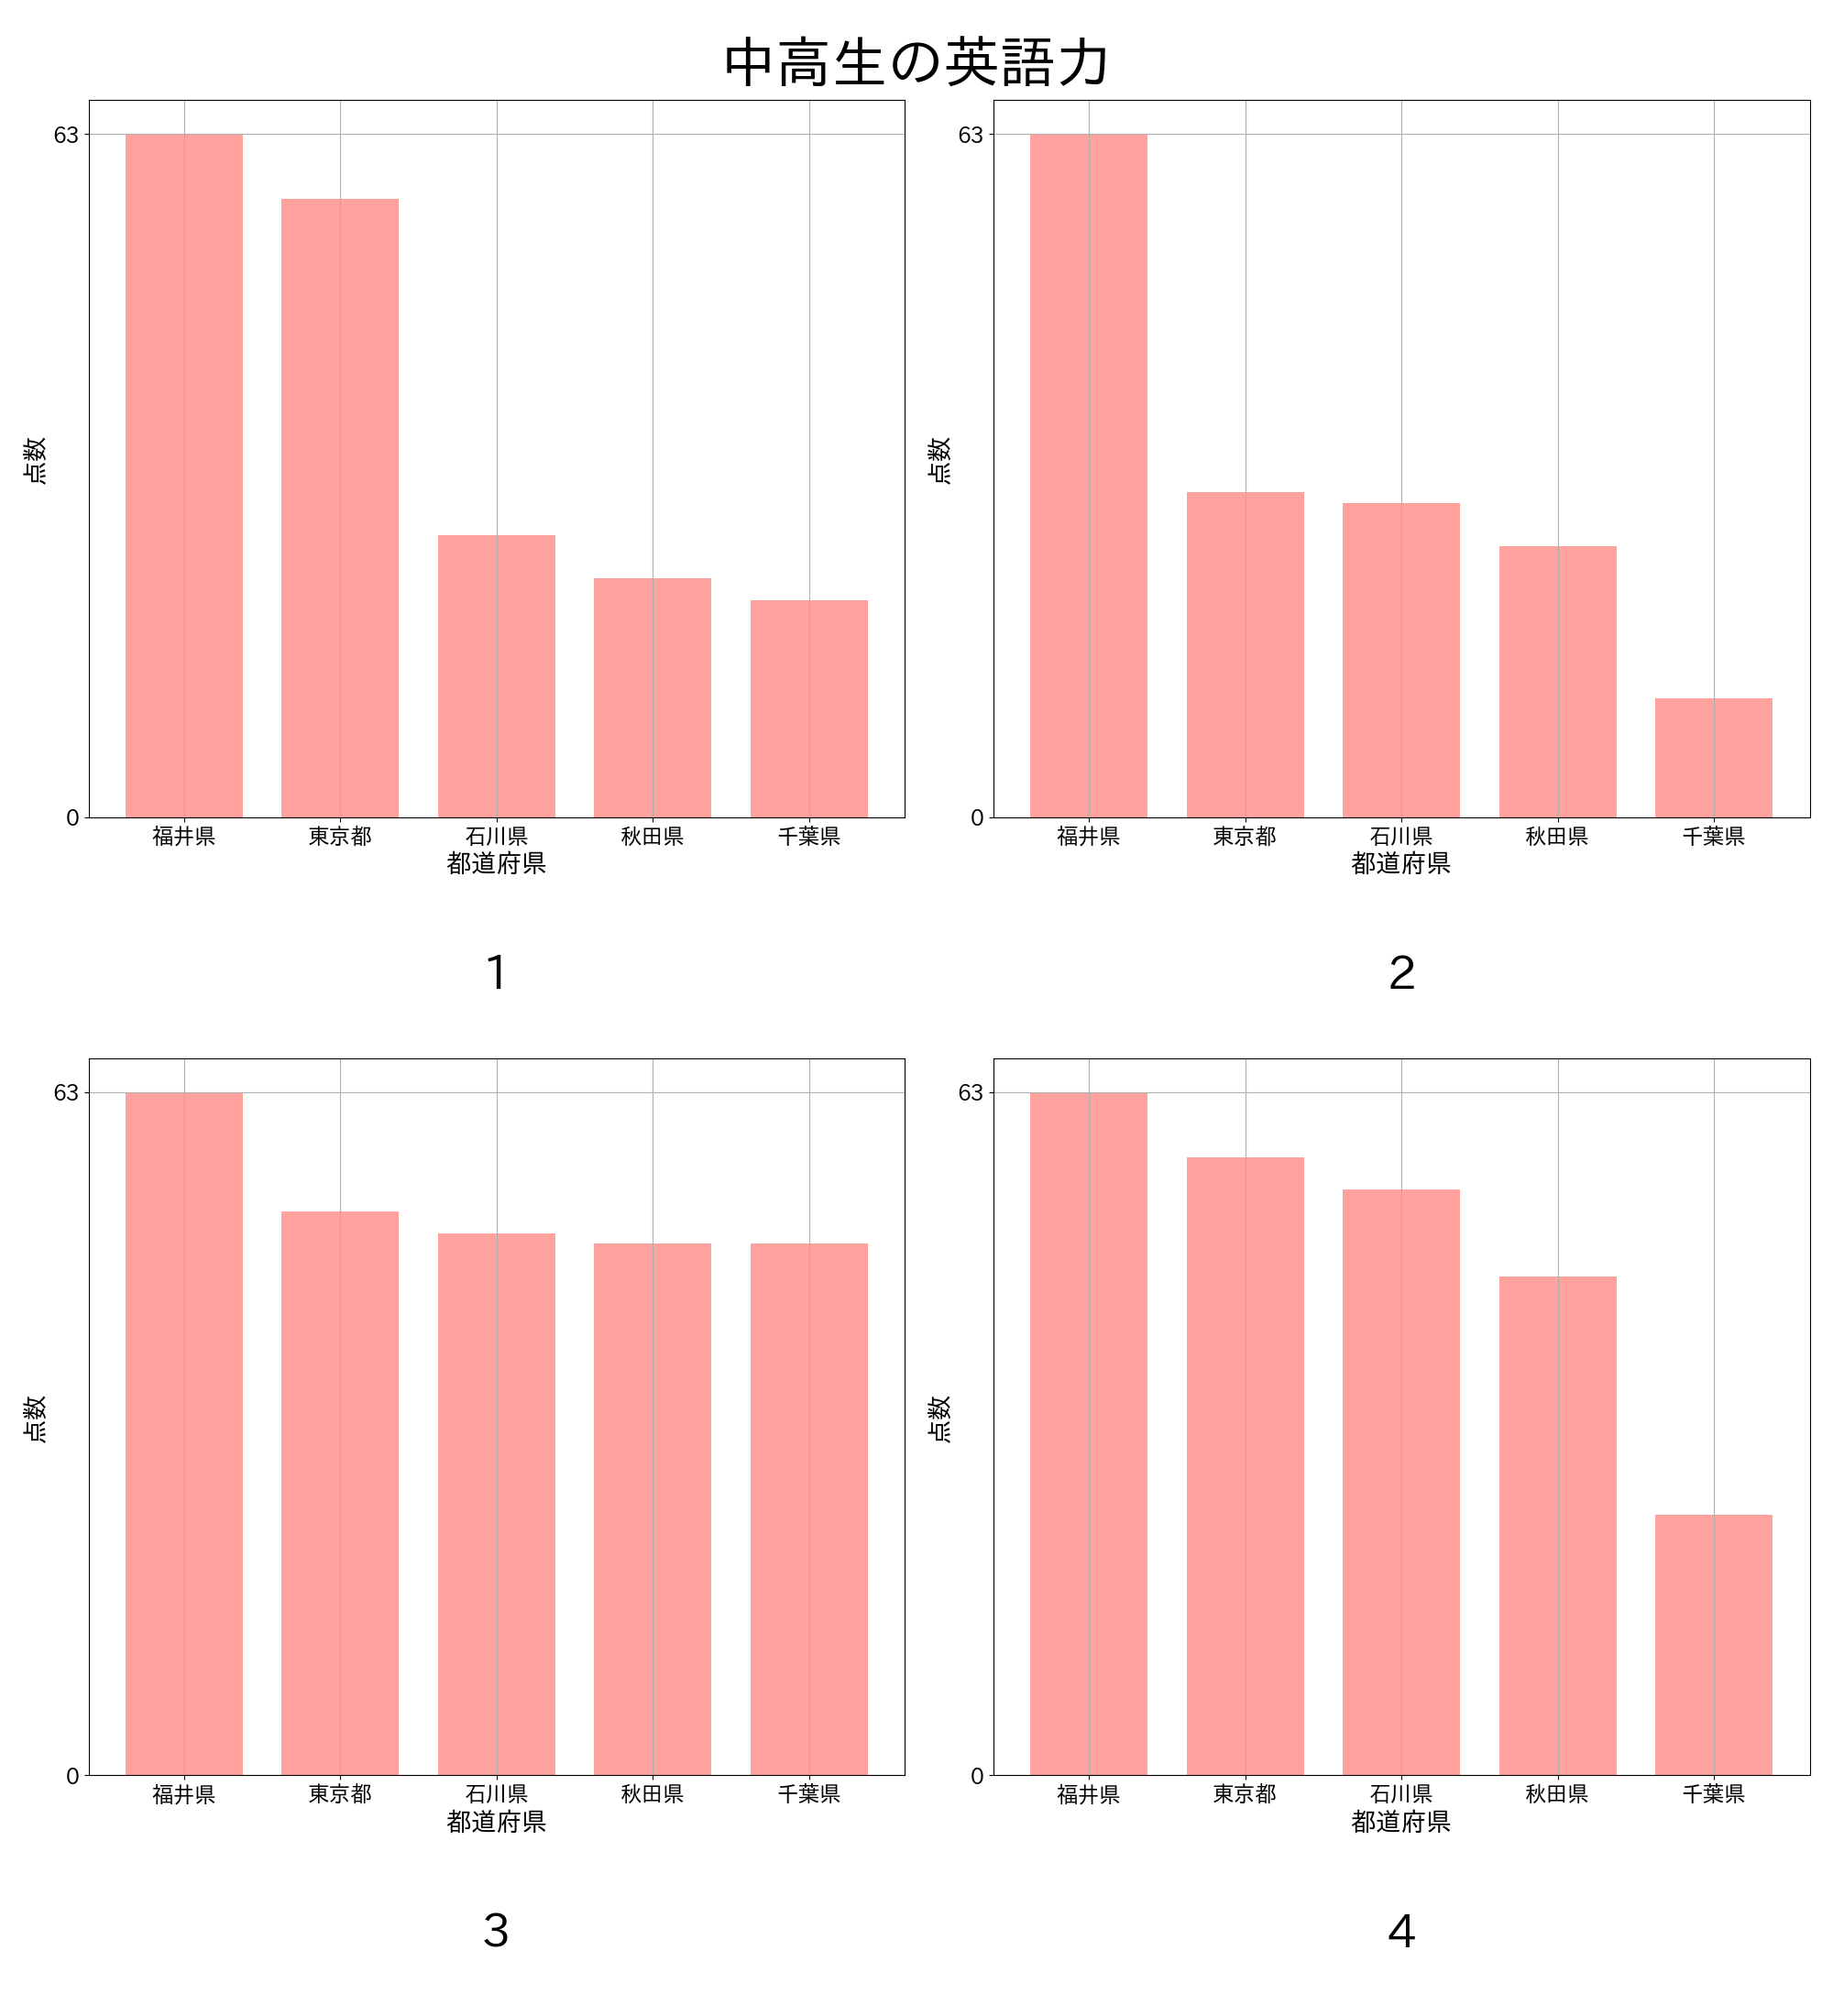 中高生の英語力
63
0
点数
福井県 東京都 石川県 秋田県 千葉県
都道府県
1
63
0
点数
福井県 東京都 石川県 秋田県 千葉県
都道府県
2
63
0
点数
福井県 東京都 石川県 秋田県 千葉県
都道府県
3
63
0
点数
福井県 東京都 石川県 秋田県 千葉県
都道府県
4